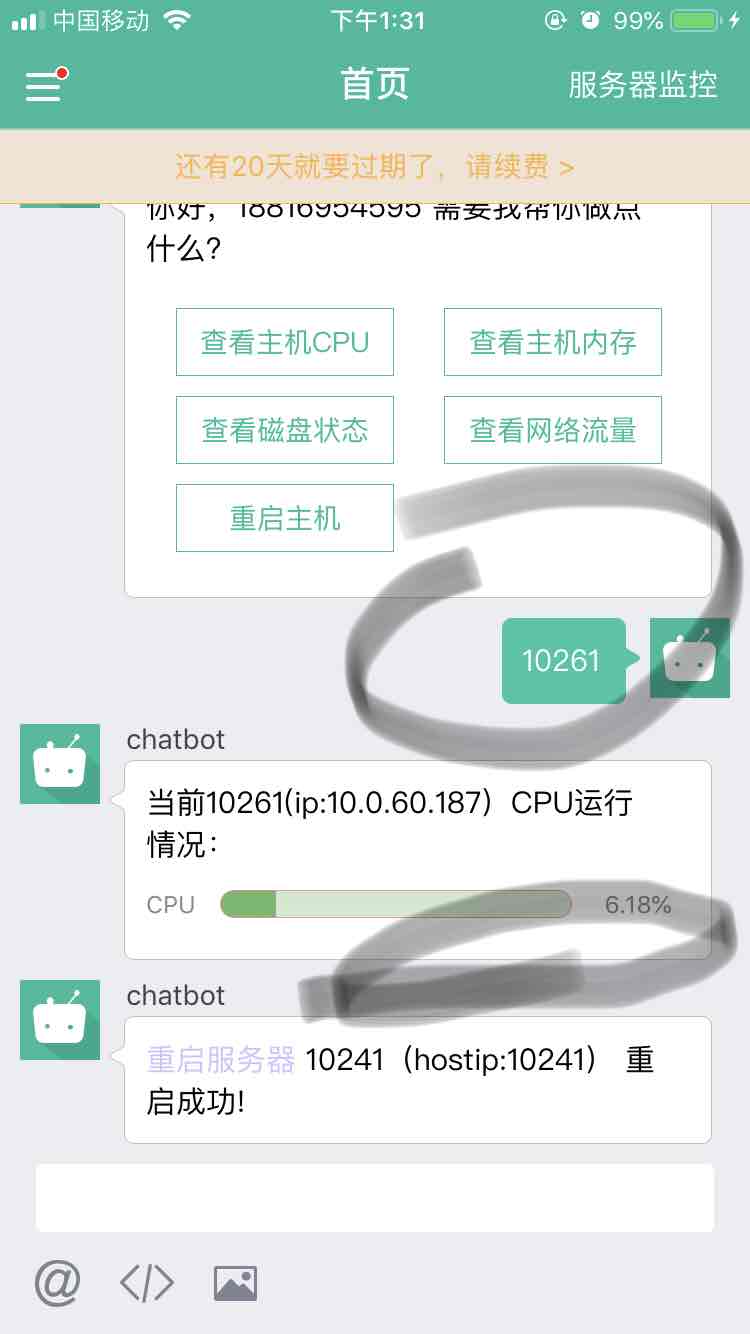 中国移动
下午1:31
99%
首页
服务器监控
还有20天就要过期了，请续费 >
你好，18816954595 需要我帮你做点
什么?
查看主机CPU
查看主机内存
查看磁盘状态
查看网络流量
重启主机
10261
chatbot
当前10261(ip:10.0.60.187）CPU运行
情况：
CPU
6.18%
chatbot
重启服务器 10241（hostip:10241） 重
启成功!
@
</>